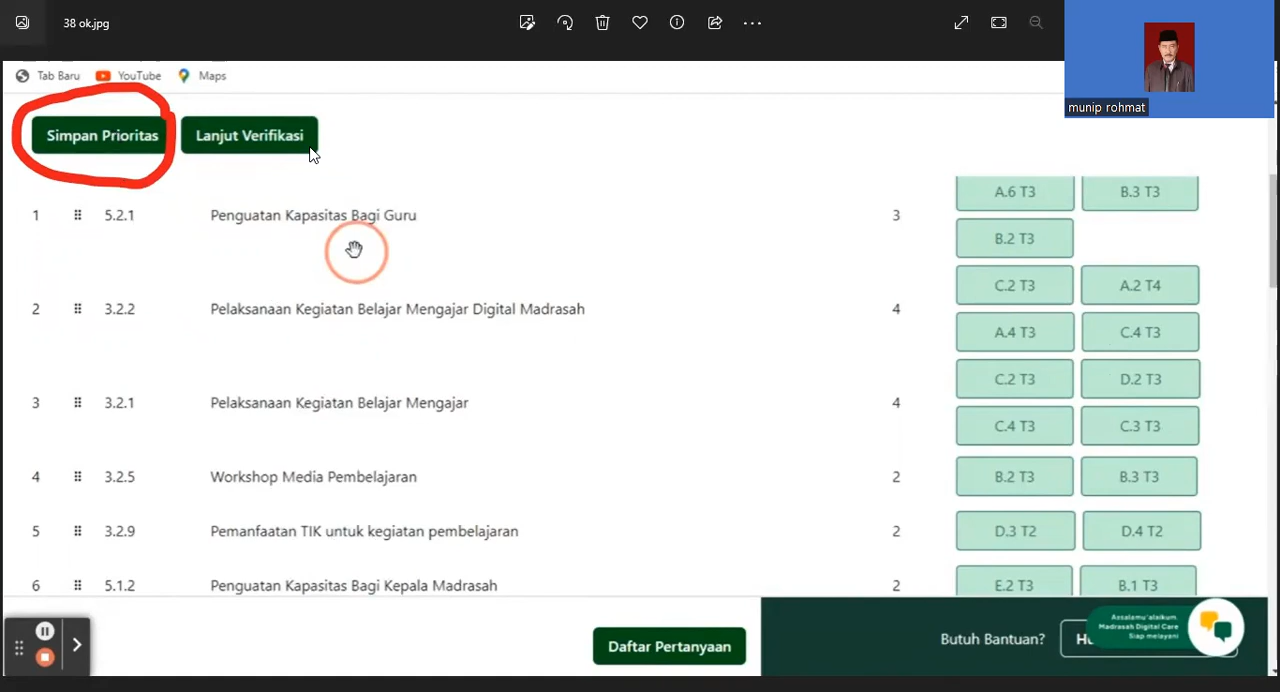 38 ok.jpg
munip rohmat
Tab Baru YouTube Maps
Simpan Prioritas Lanjut Verifikasi
A.6 T3 B.3 T3
1 5.2.1 Penguatan Kapasitas Bagi Guru 3
B.2 T3
C.2 T3 A.2 T4
2 3.2.2 Pelaksanaan Kegiatan Belajar Mengajar Digital Madrasah 4
A.4 T3 C.4 T3
C.2 T3 D.2 T3
3 3.2.1 Pelaksanaan Kegiatan Belajar Mengajar 4
C.4 T3 C.3 T3
4 3.2.5 Workshop Media Pembelajaran 2 B.2 T3 B.3 T3
5 3.2.9 Pemanfaatan TIK untuk kegiatan pembelajaran 2 D.3 T2 D.4 T2
6 5.1.2 Penguatan Kapasitas Bagi Kepala Madrasah 2 E.2 T3 B.1 T3
Daftar Pertanyaan
Butuh Bantuan?
Assalamu'alaikum,
Madrasah Digital Care
Siap melayani